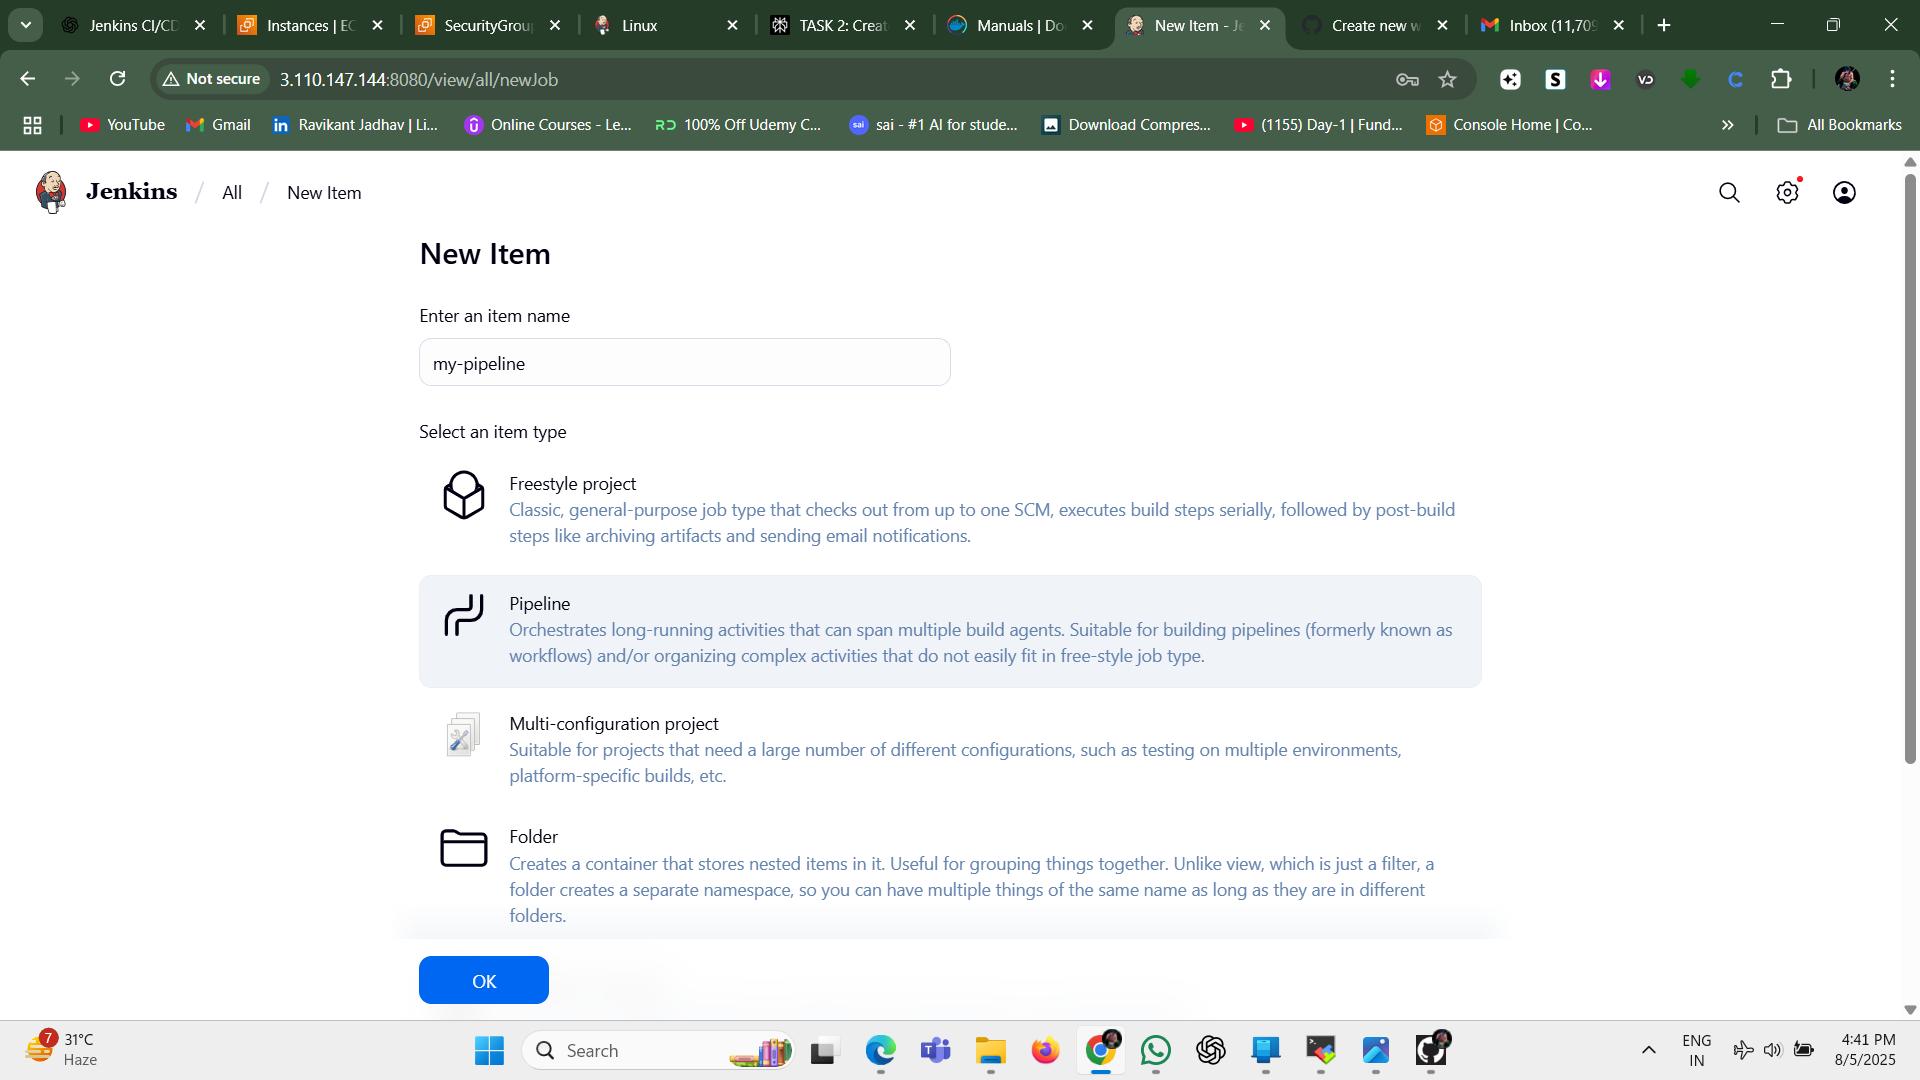 Jenkins CI/CD
Instances | EC
SecurityGrou
Linux
TASK 2: Creat
Manuals | Do
New Item - Je
Create new w
Inbox (11,709
Not secure
3.110.147.144:8080/view/all/newJob
YouTube
Gmail
Ravikant Jadhav | Li...
Online Courses - Le...
100% Off Udemy C...
sai - #1 AI for stude...
Download Compres...
(1155) Day-1 | Fund...
Console Home | Co...
All Bookmarks
Jenkins / All / New Item
New Item
Enter an item name
my-pipeline
Select an item type
Freestyle project
Classic, general-purpose job type that checks out from up to one SCM, executes build steps serially, followed by post-build
steps like archiving artifacts and sending email notifications.
Pipeline
Orchestrates long-running activities that can span multiple build agents. Suitable for building pipelines (formerly known as
workflows) and/or organizing complex activities that do not easily fit in free-style job type.
Multi-configuration project
Suitable for projects that need a large number of different configurations, such as testing on multiple environments,
platform-specific builds, etc.
Folder
Creates a container that stores nested items in it. Useful for grouping things together. Unlike view, which is just a filter, a
folder creates a separate namespace, so you can have multiple things of the same name as long as they are in different
folders.
OK
7
31°C
Haze
Search
ENG
IN
4:41 PM
8/5/2025